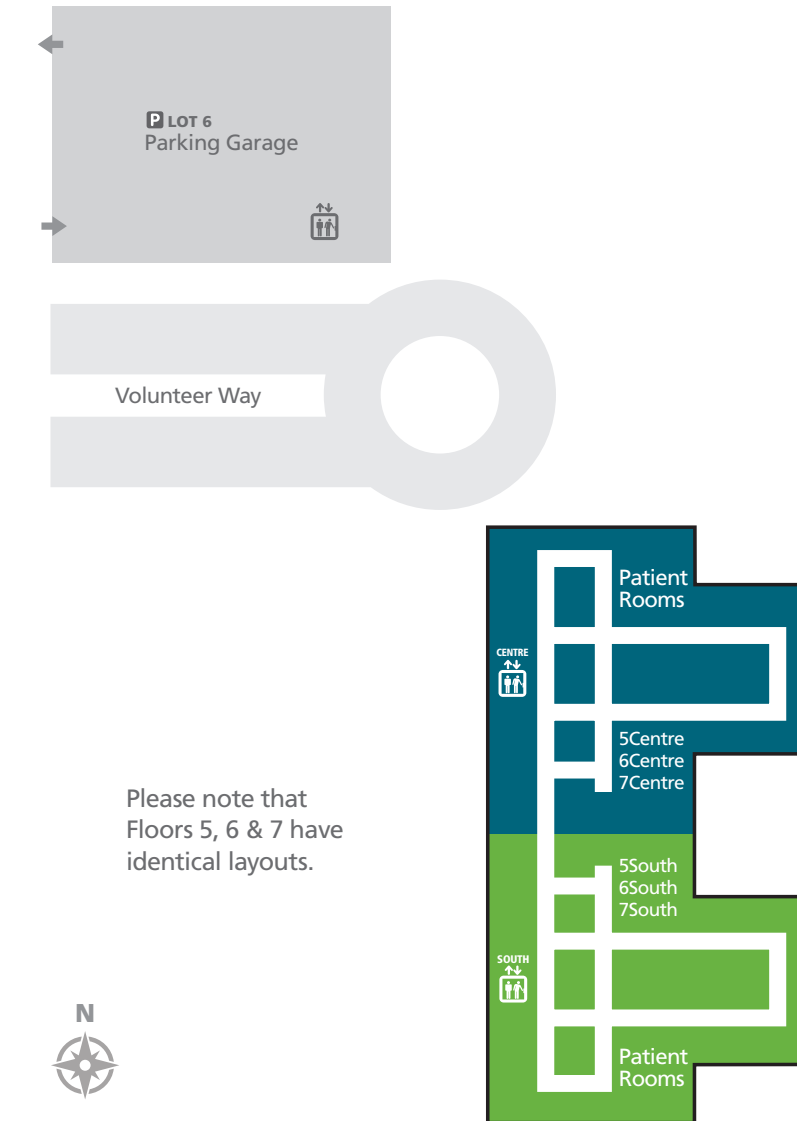 P LOT 6
Parking Garage
Volunteer Way
Patient
Rooms
CENTRE
5Centre
6Centre
7Centre
Please note that
Floors 5, 6 & 7 have
identical layouts.
5South
6South
7South
SOUTH
N
Patient
Rooms